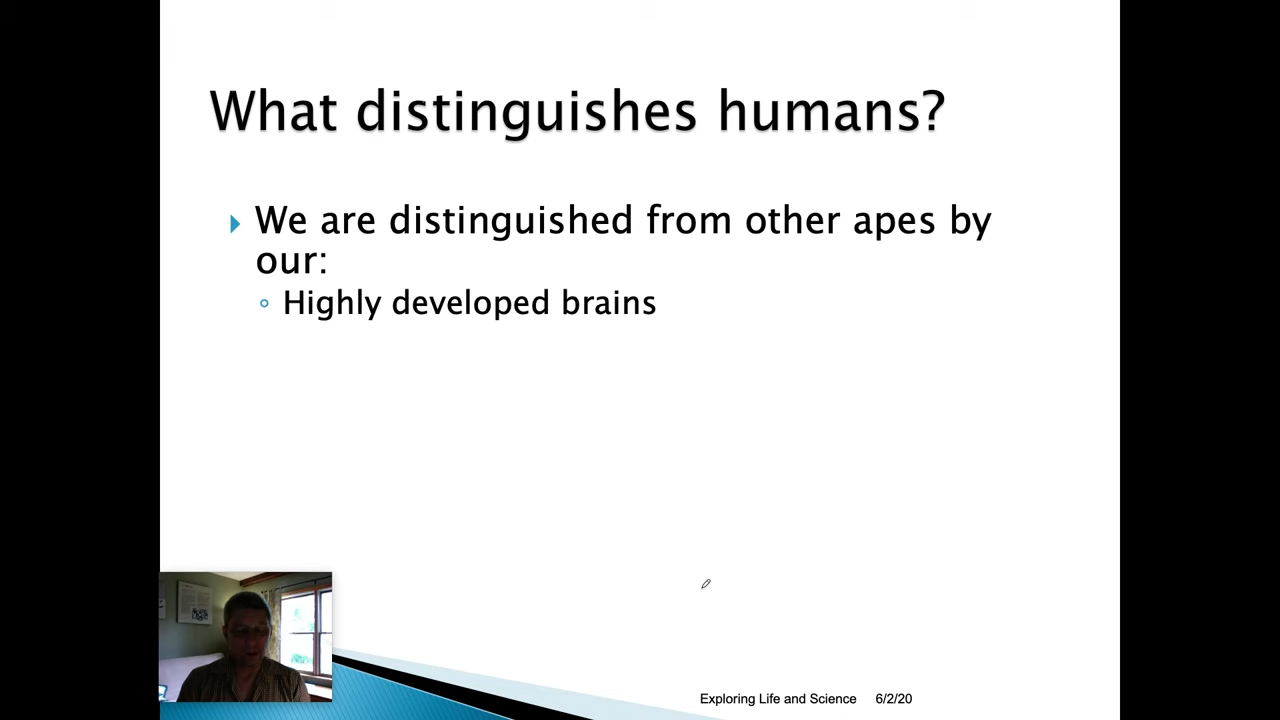 What distinguishes humans?
We are distinguished from other apes by
our:
Highly developed brains
Exploring Life and Science 6/2/20